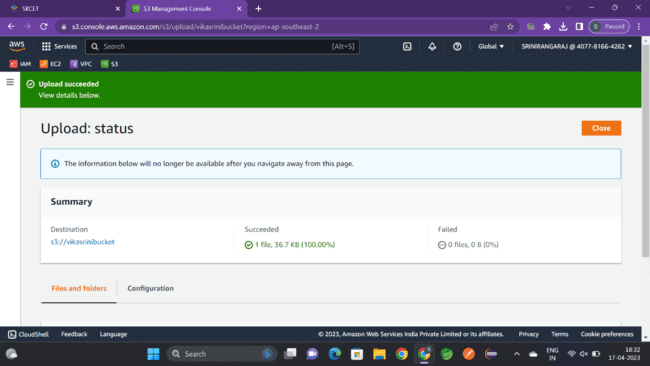 SKCET
S3 Management Console
s3.console.aws.amazon.com/s3/upload/vikasrinibucket?region=ap-southeast-2
S
Paused
aws
Services
Search
[Alt+S]
Global
SRINIRANGARAJ @ 4077-8166-4262
IAM
EC2
VPC
S3
Upload succeeded
View details below.
Upload: status
Close
The information below will no longer be available after you navigate away from this page.
Summary
Destination
Succeeded
Failed
s3://vikasrinibucket
1 file, 36.7 KB (100.00%)
0 files, 0 B (0%)
Files and folders
Configuration
CloudShell
Feedback
Language
© 2023, Amazon Web Services India Private Limited or its affiliates.
Privacy
Terms
Cookie preferences
Search
ENG
IN
18:32
17-04-2023